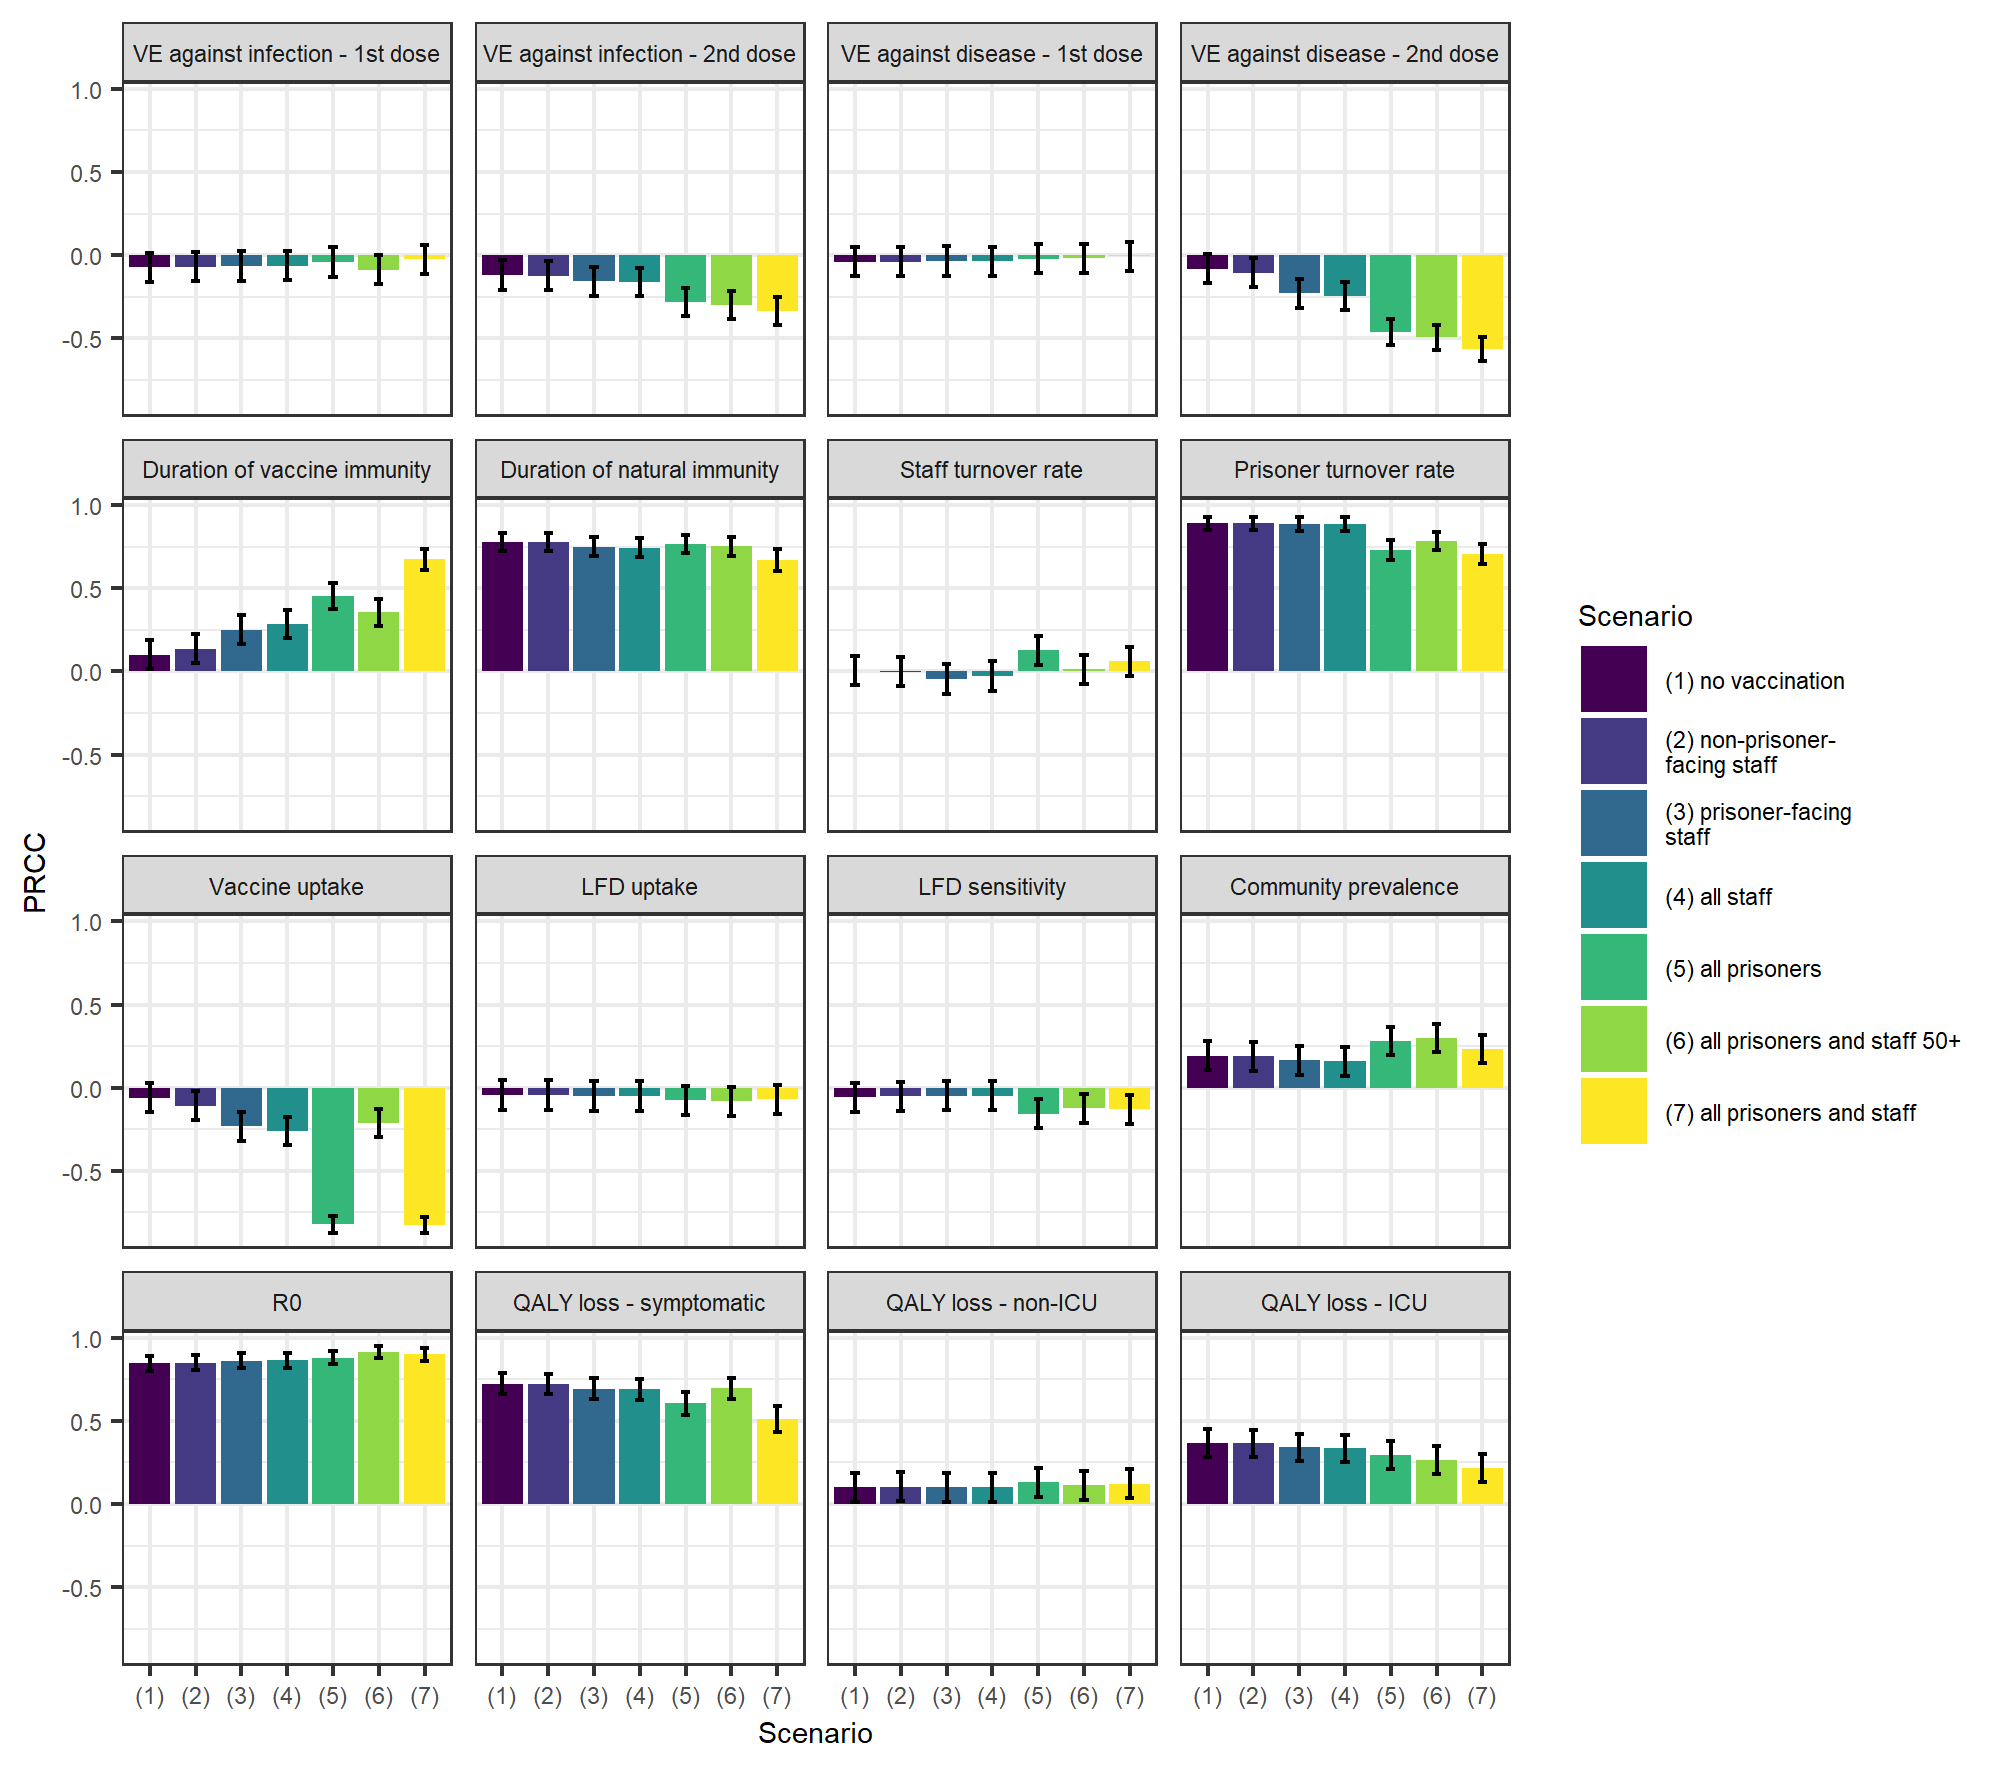 VE against infection - 1st dose
VE against infection - 2nd dose
VE against disease - 1st dose
VE against disease - 2nd dose
1.0
0.5
0.0
-0.5
Duration of vaccine immunity
Duration of natural immunity
Staff turnover rate
Prisoner turnover rate
1.0
0.5
0.0
-0.5
PRCC
Vaccine uptake
LFD uptake
LFD sensitivity
Community prevalence
1.0
0.5
0.0
-0.5
R0
QALY loss - symptomatic
QALY loss - non-ICU
QALY loss - ICU
1.0
0.5
0.0
-0.5
(1) (2) (3) (4) (5) (6) (7)
(1) (2) (3) (4) (5) (6) (7)
(1) (2) (3) (4) (5) (6) (7)
(1) (2) (3) (4) (5) (6) (7)
Scenario
Scenario
(1) no vaccination
(2) non-prisoner-
facing staff
(3) prisoner-facing
staff
(4) all staff
(5) all prisoners
(6) all prisoners and staff 50+
(7) all prisoners and staff